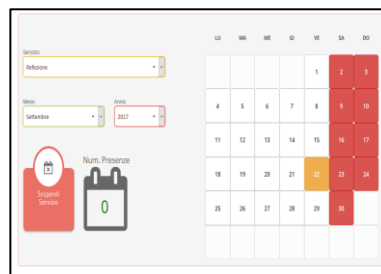 Servizio:
Refezione
Mese:
Anno:
Settembre
2017
Sospendi
Servizio
Num. Presenze
0
LU MA ME GI VE SA DO
1 2 3
4 5 6 7 8 9 10
11 12 13 14 15 16 17
18 19 20 21 22 23 24
25 26 27 28 29 30